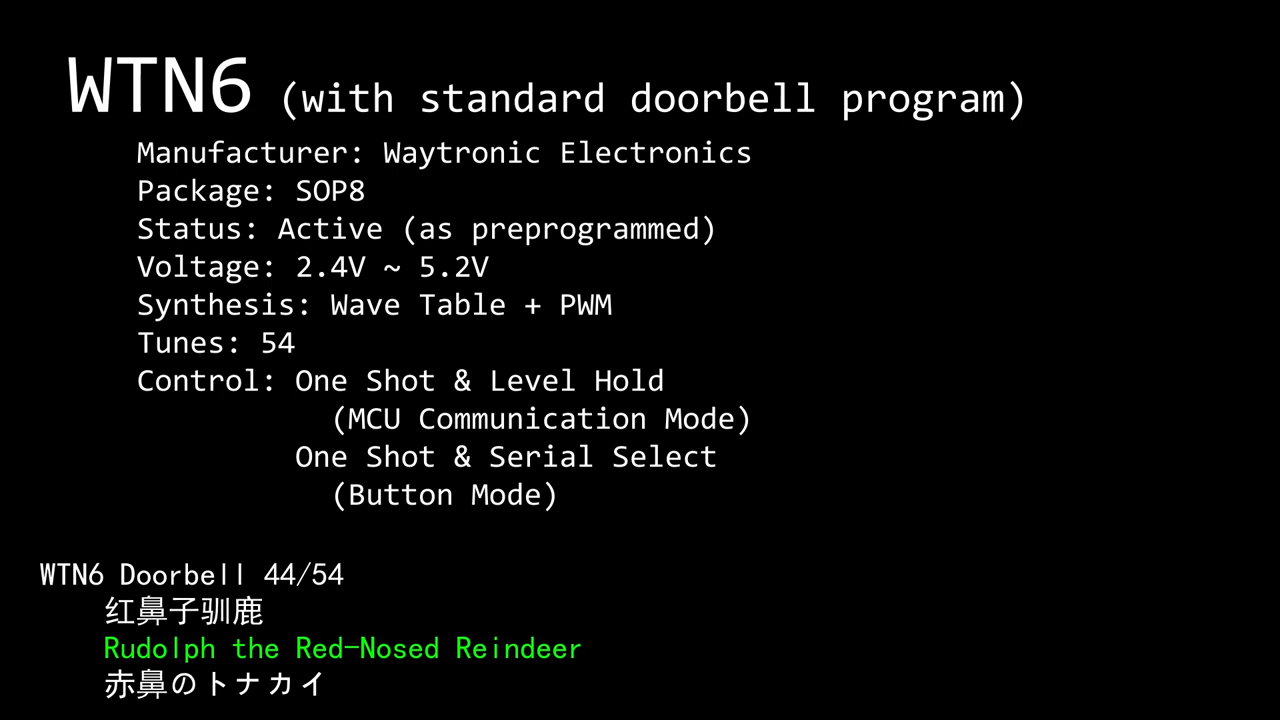 WTN6 (with standard doorbell program)
Manufacturer: Waytronic Electronics
Package: SOP8
Status: Active (as preprogrammed)
Voltage: 2.4V ~ 5.2V
Synthesis: Wave Table + PWM
Tunes: 54
Control: One Shot & Level Hold
(MCU Communication Mode)
One Shot & Serial Select
(Button Mode)
WTN6 Doorbell 44/54
红鼻子驯鹿
Rudolph the Red-Nosed Reindeer
赤鼻のトナカイ